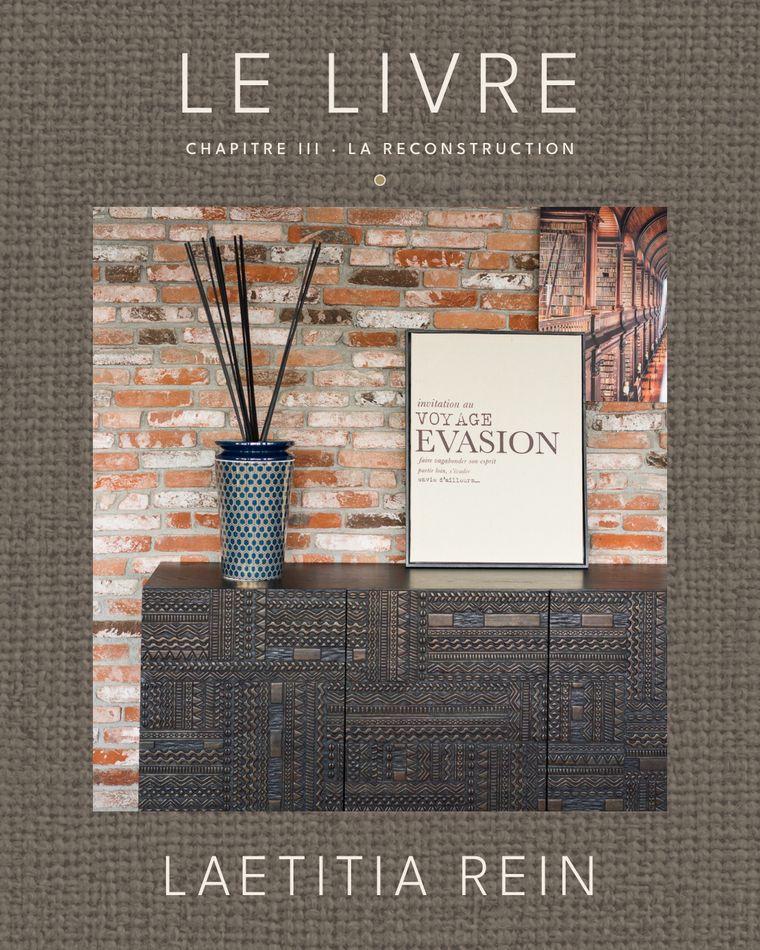 LE LIVRE
CHAPITRE III · LA RECONSTRUCTION
invitation au
VOYAGE
EVASION
faire vagabonder son esprit
partir loin, s'évader
envie d'ailleurs...
LAETITIA REIN